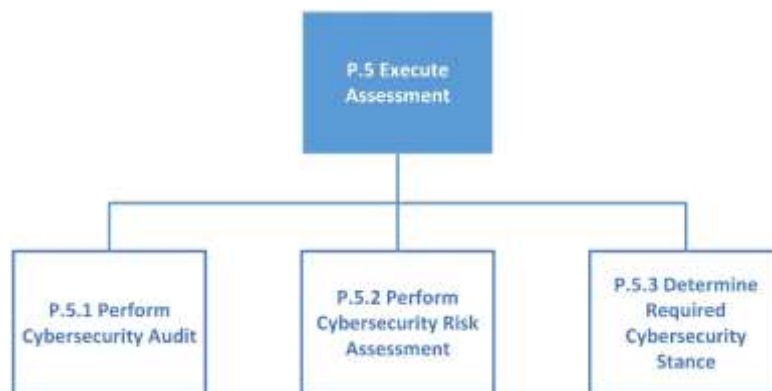 P.5 Execute
Assessment
P.5.1 Perform
Cybersecurity Audit
P.5.2 Perform
Cybersecurity Risk
Assessment
P.5.3 Determine
Required
Cybersecurity
Stance